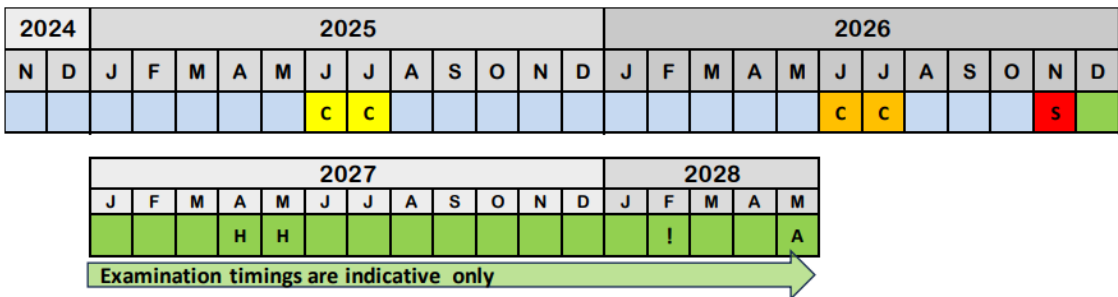 2024 2025 2026
N D J F M A M J J A S O N D J F M A M J J A S O N D
C C C C S
2027 2028
J F M A M J J A S O N D J F M A M
H H ! A
Examination timings are indicative only